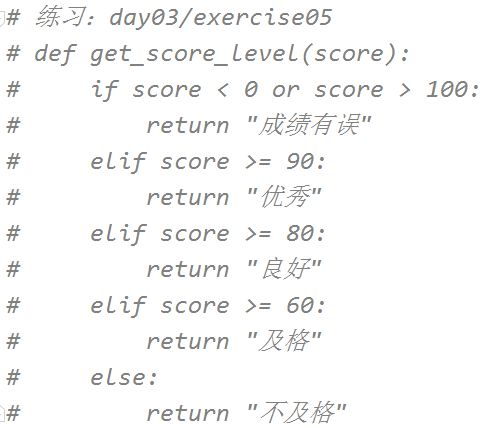 # 练习：day03/exercise05
# def get_score_level(score):
#     if score < 0 or score > 100:
#         return "成绩有误"
#     elif score >= 90:
#         return "优秀"
#     elif score >= 80:
#         return "良好"
#     elif score >= 60:
#         return "及格"
#     else:
#         return "不及格"